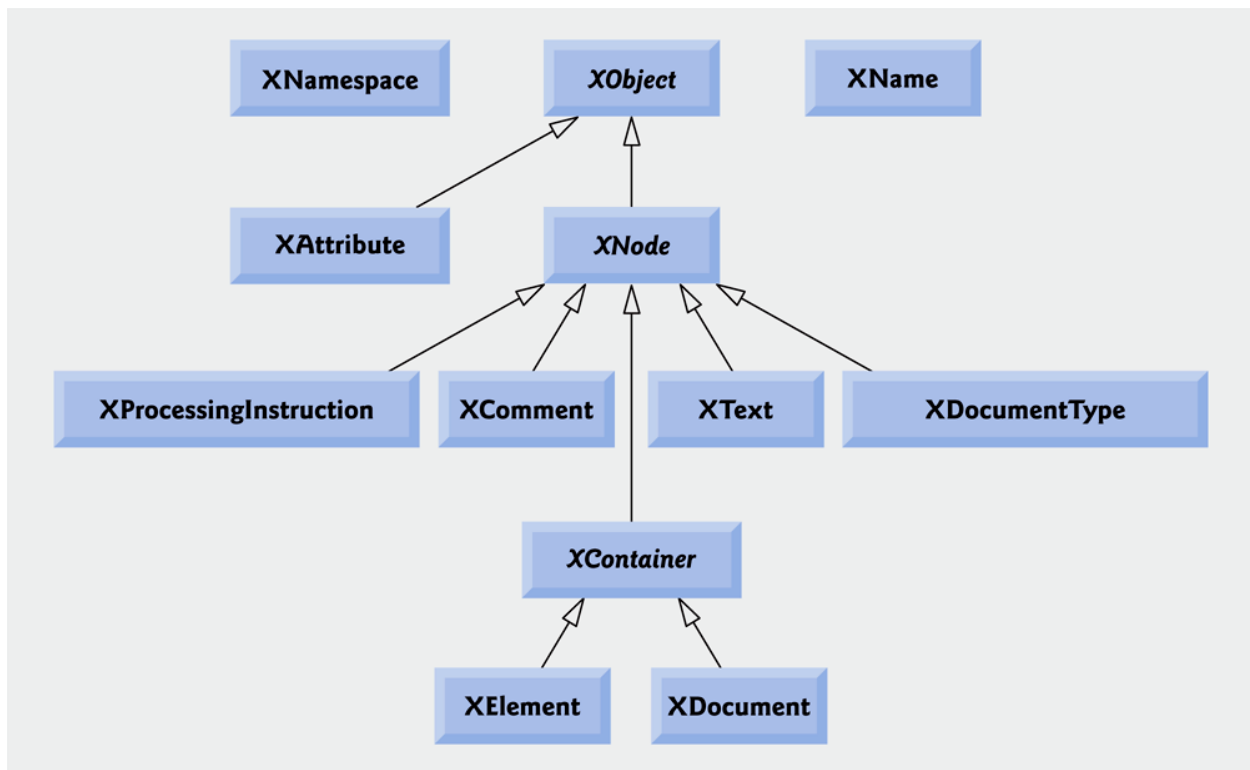 XNamespace
XObject
XName
XAttribute
XNode
XProcessingInstruction
XComment
XText
XDocumentType
XContainer
XElement
XDocument